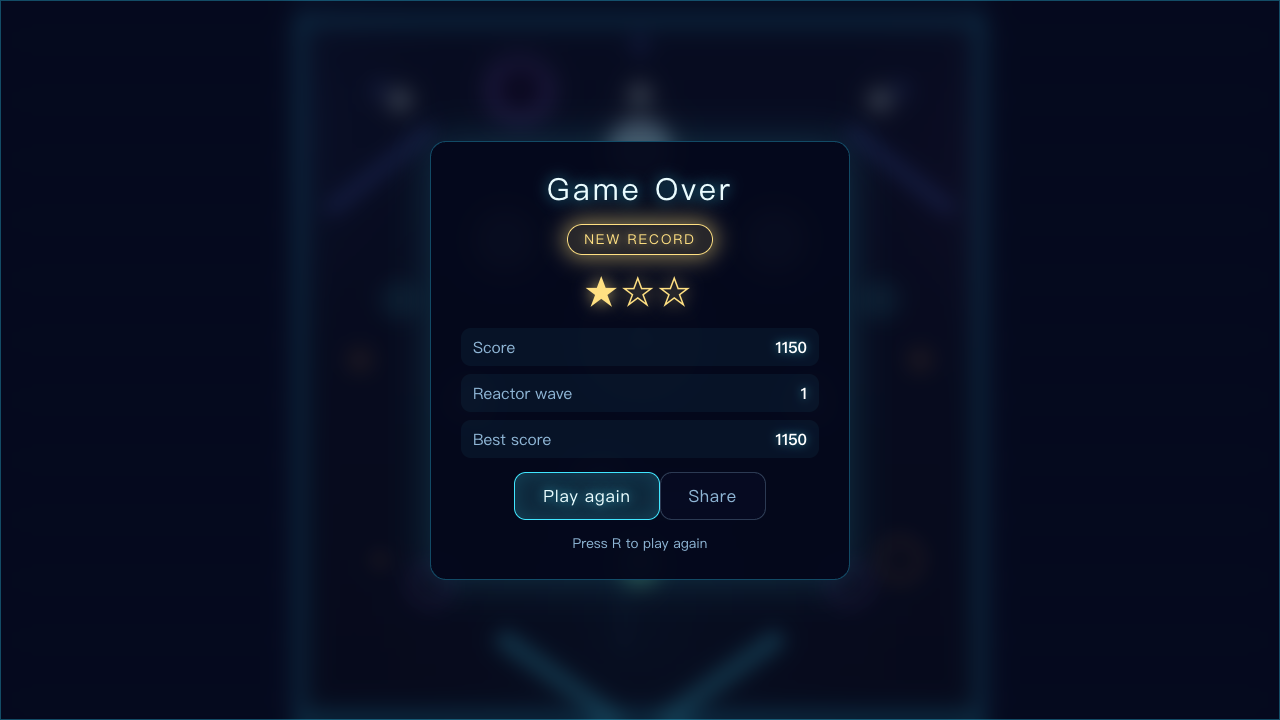 Game Over
NEW RECORD
Score 1150
Reactor wave 1
Best score 1150
Play again Share
Press R to play again